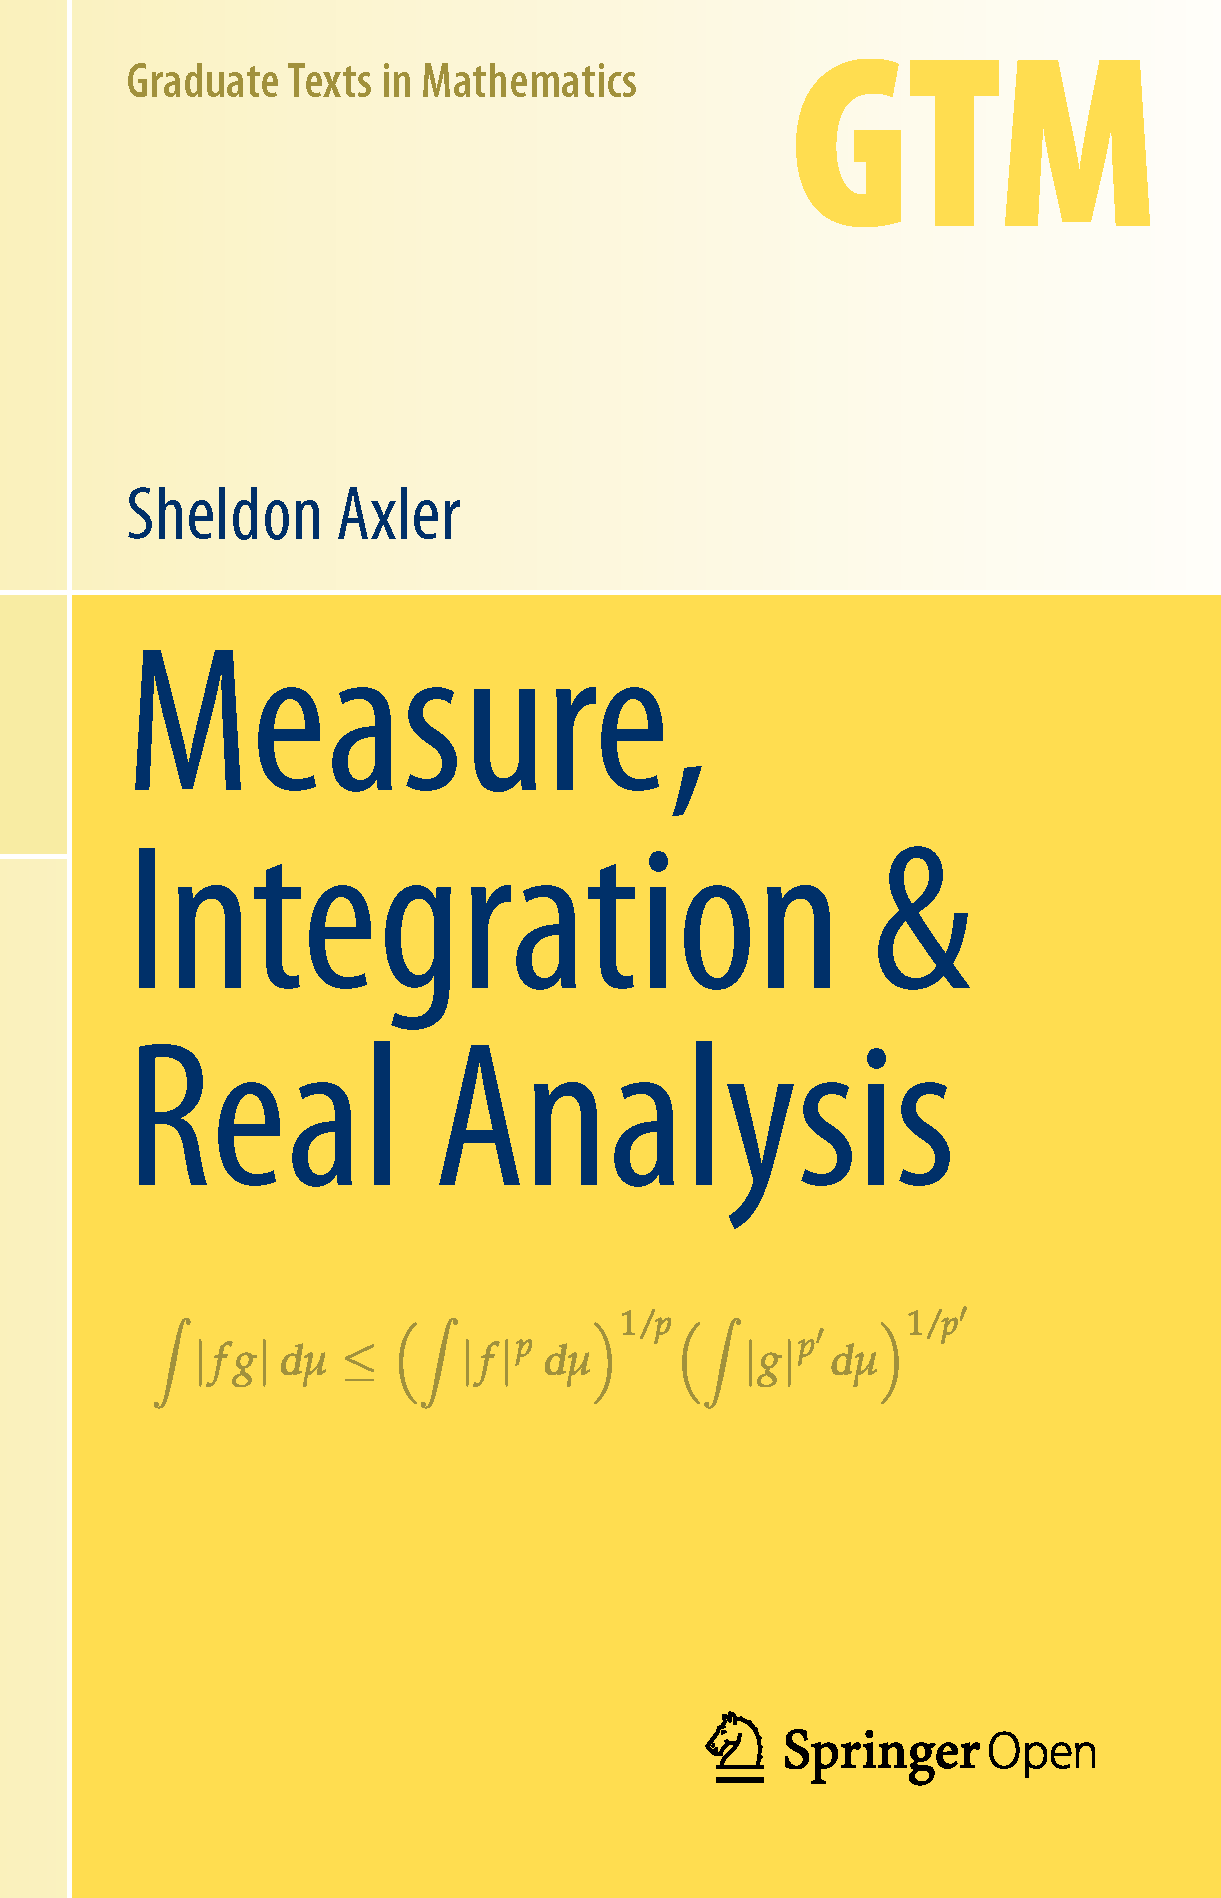 Graduate Texts in Mathematics
GTM
Sheldon Axler
Measure,
Integration &
Real Analysis
∫|fg| dμ ≤ (∫|f|^p dμ)^{1/p} (∫|g|^{p′} dμ)^{1/p′}
Springer Open